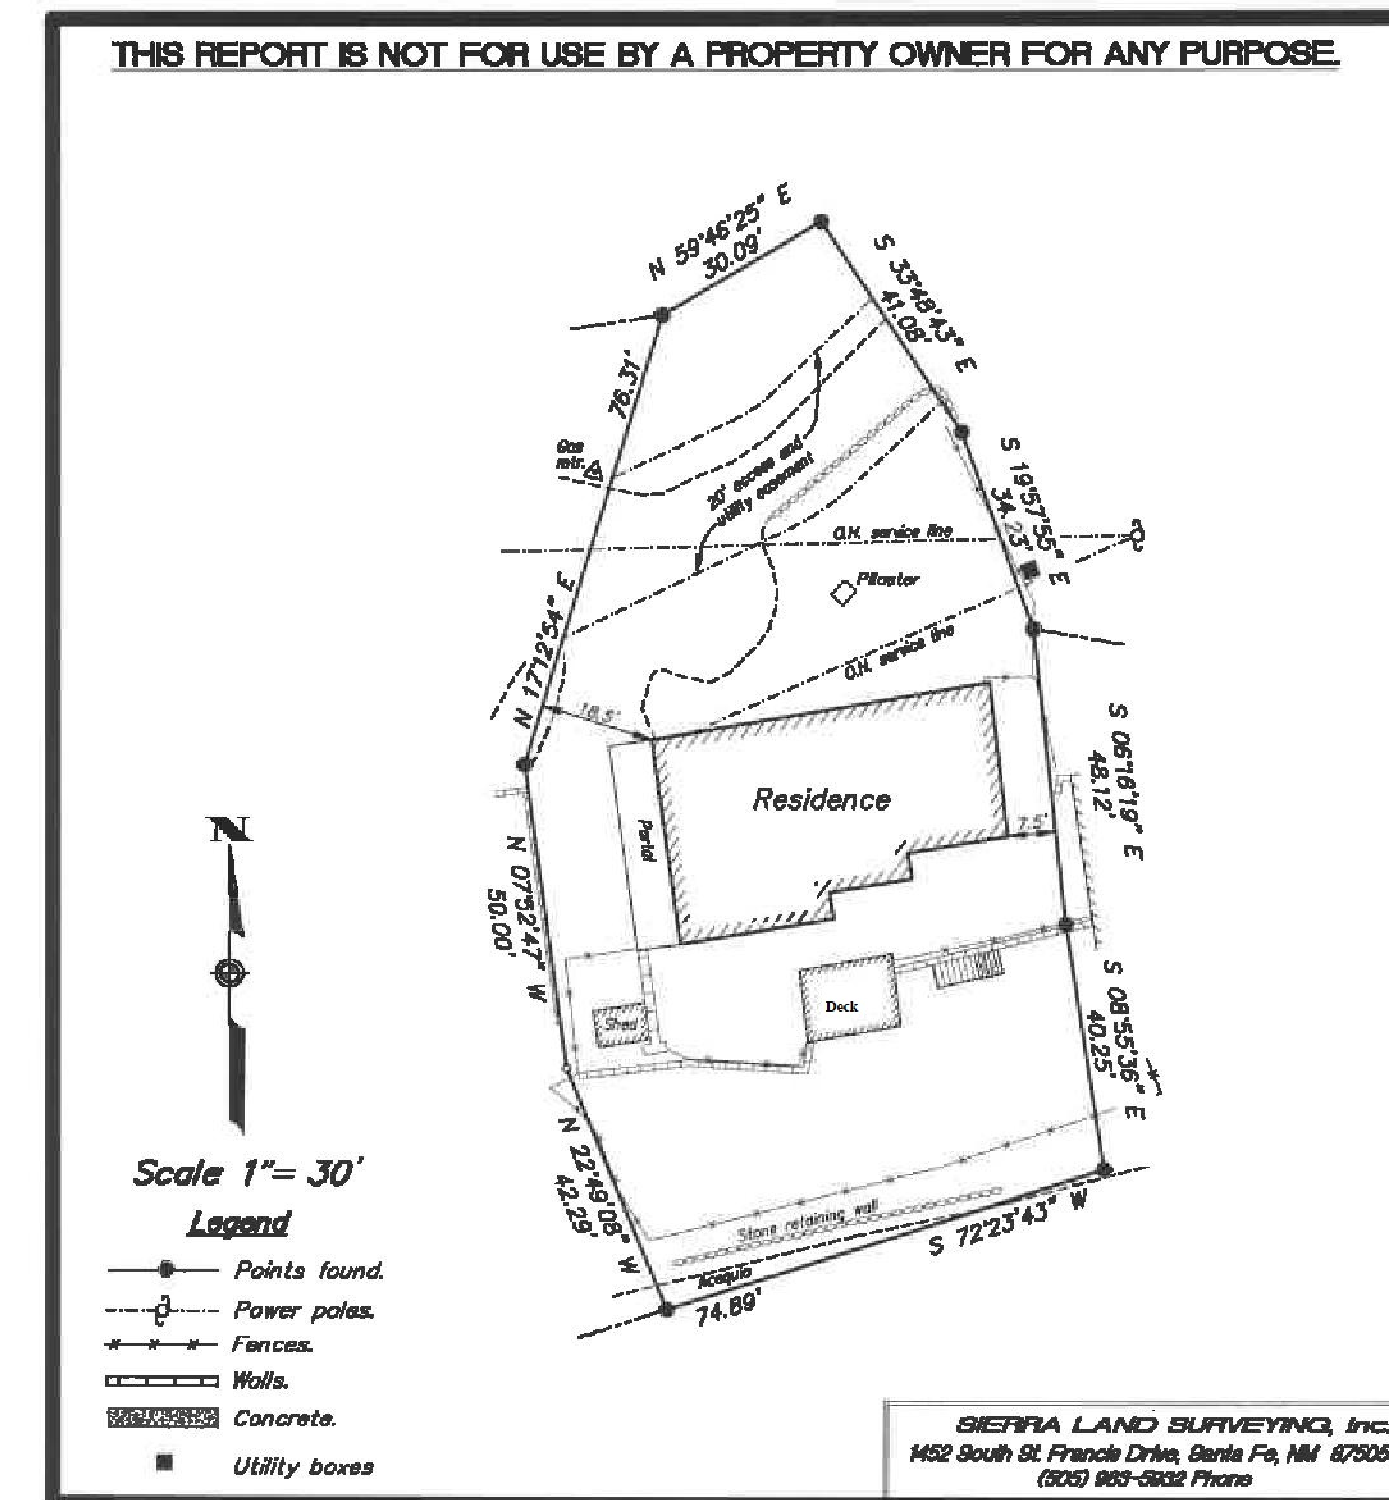 THIS REPORT IS NOT FOR USE BY A PROPERTY OWNER FOR ANY PURPOSE.
N 59°46'25" E
30.09'
S 33°48'43" E
41.08'
76.31'
Gas
mtr.
20' access and
utility easement
S 19°57'55" E
34.23'
O.H. service line
Pilaster
O.H. service line
N 17°12'54" E
18.5'
Residence
Portal
7.5'
S 06°16'19" E
48.12'
N
N 07°52'47" W
50.00'
Deck
Shed
S 08°55'36" E
40.25'
N 22°49'08" W
42.29'
Stone retaining wall
S 72°23'43" W
Acequia
74.89'
Scale 1"= 30'
Legend
Points found.
Power poles.
Fences.
Walls.
Concrete.
Utility boxes
SIERRA LAND SURVEYING, Inc.
1452 South St. Francis Drive, Santa Fe, NM 87505
(505) 983-5932 Phone